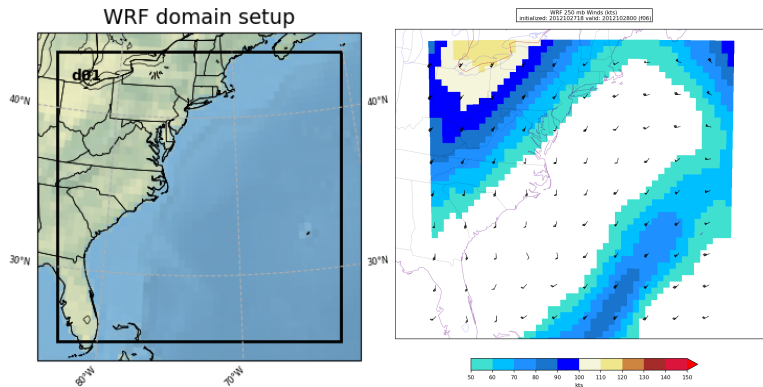 WRF domain setup
d01
40°N
30°N
80°W
70°W
WRF 250 mb Winds (kts)
initialized: 2012102718 valid: 2012102800 (f06)
40°N
30°N
50 60 70 80 90 100 110 120 130 140 150
kts